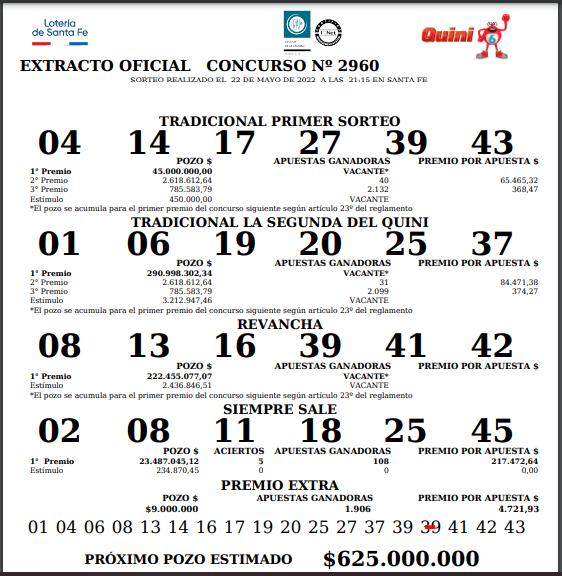 Lotería
de Santa Fe
IQNet
Quini 6
EXTRACTO OFICIAL CONCURSO Nº 2960
SORTEO REALIZADO EL 22 DE MAYO DE 2022 A LAS 21:15 EN SANTA FE
TRADICIONAL PRIMER SORTEO
04 14 17 27 39 43
POZO $ APUESTAS GANADORAS PREMIO POR APUESTA $
1° Premio 45.000.000,00 VACANTE*
2° Premio 2.618.612,64 40 65.465,32
3° Premio 785.583,79 2.132 368,47
Estímulo 450.000,00 VACANTE
*El pozo se acumula para el primer premio del concurso siguiente según artículo 23º del reglamento
TRADICIONAL LA SEGUNDA DEL QUINI
01 06 19 20 25 37
POZO $ APUESTAS GANADORAS PREMIO POR APUESTA $
1° Premio 290.998.302,34 VACANTE*
2° Premio 2.618.612,64 31 84.471,38
3° Premio 785.583,79 2.099 374,27
Estímulo 3.212.947,46 VACANTE
*El pozo se acumula para el primer premio del concurso siguiente según artículo 23º del reglamento
REVANCHA
08 13 16 39 41 42
POZO $ APUESTAS GANADORAS PREMIO POR APUESTA $
1° Premio 222.455.077,07 VACANTE*
Estímulo 2.436.846,51 VACANTE
*El pozo se acumula para el primer premio del concurso siguiente según artículo 23º del reglamento
SIEMPRE SALE
02 08 11 18 25 45
POZO $ ACIERTOS APUESTAS GANADORAS PREMIO POR APUESTA $
1° Premio 23.487.045,12 5 108 217.472,64
Estímulo 234.870,45 0 0 0,00
PREMIO EXTRA
POZO $ APUESTAS GANADORAS PREMIO POR APUESTA $
$9.000.000 1.906 4.721,93
01 04 06 08 13 14 16 17 19 20 25 27 37 39 39 41 42 43
PRÓXIMO POZO ESTIMADO $625.000.000